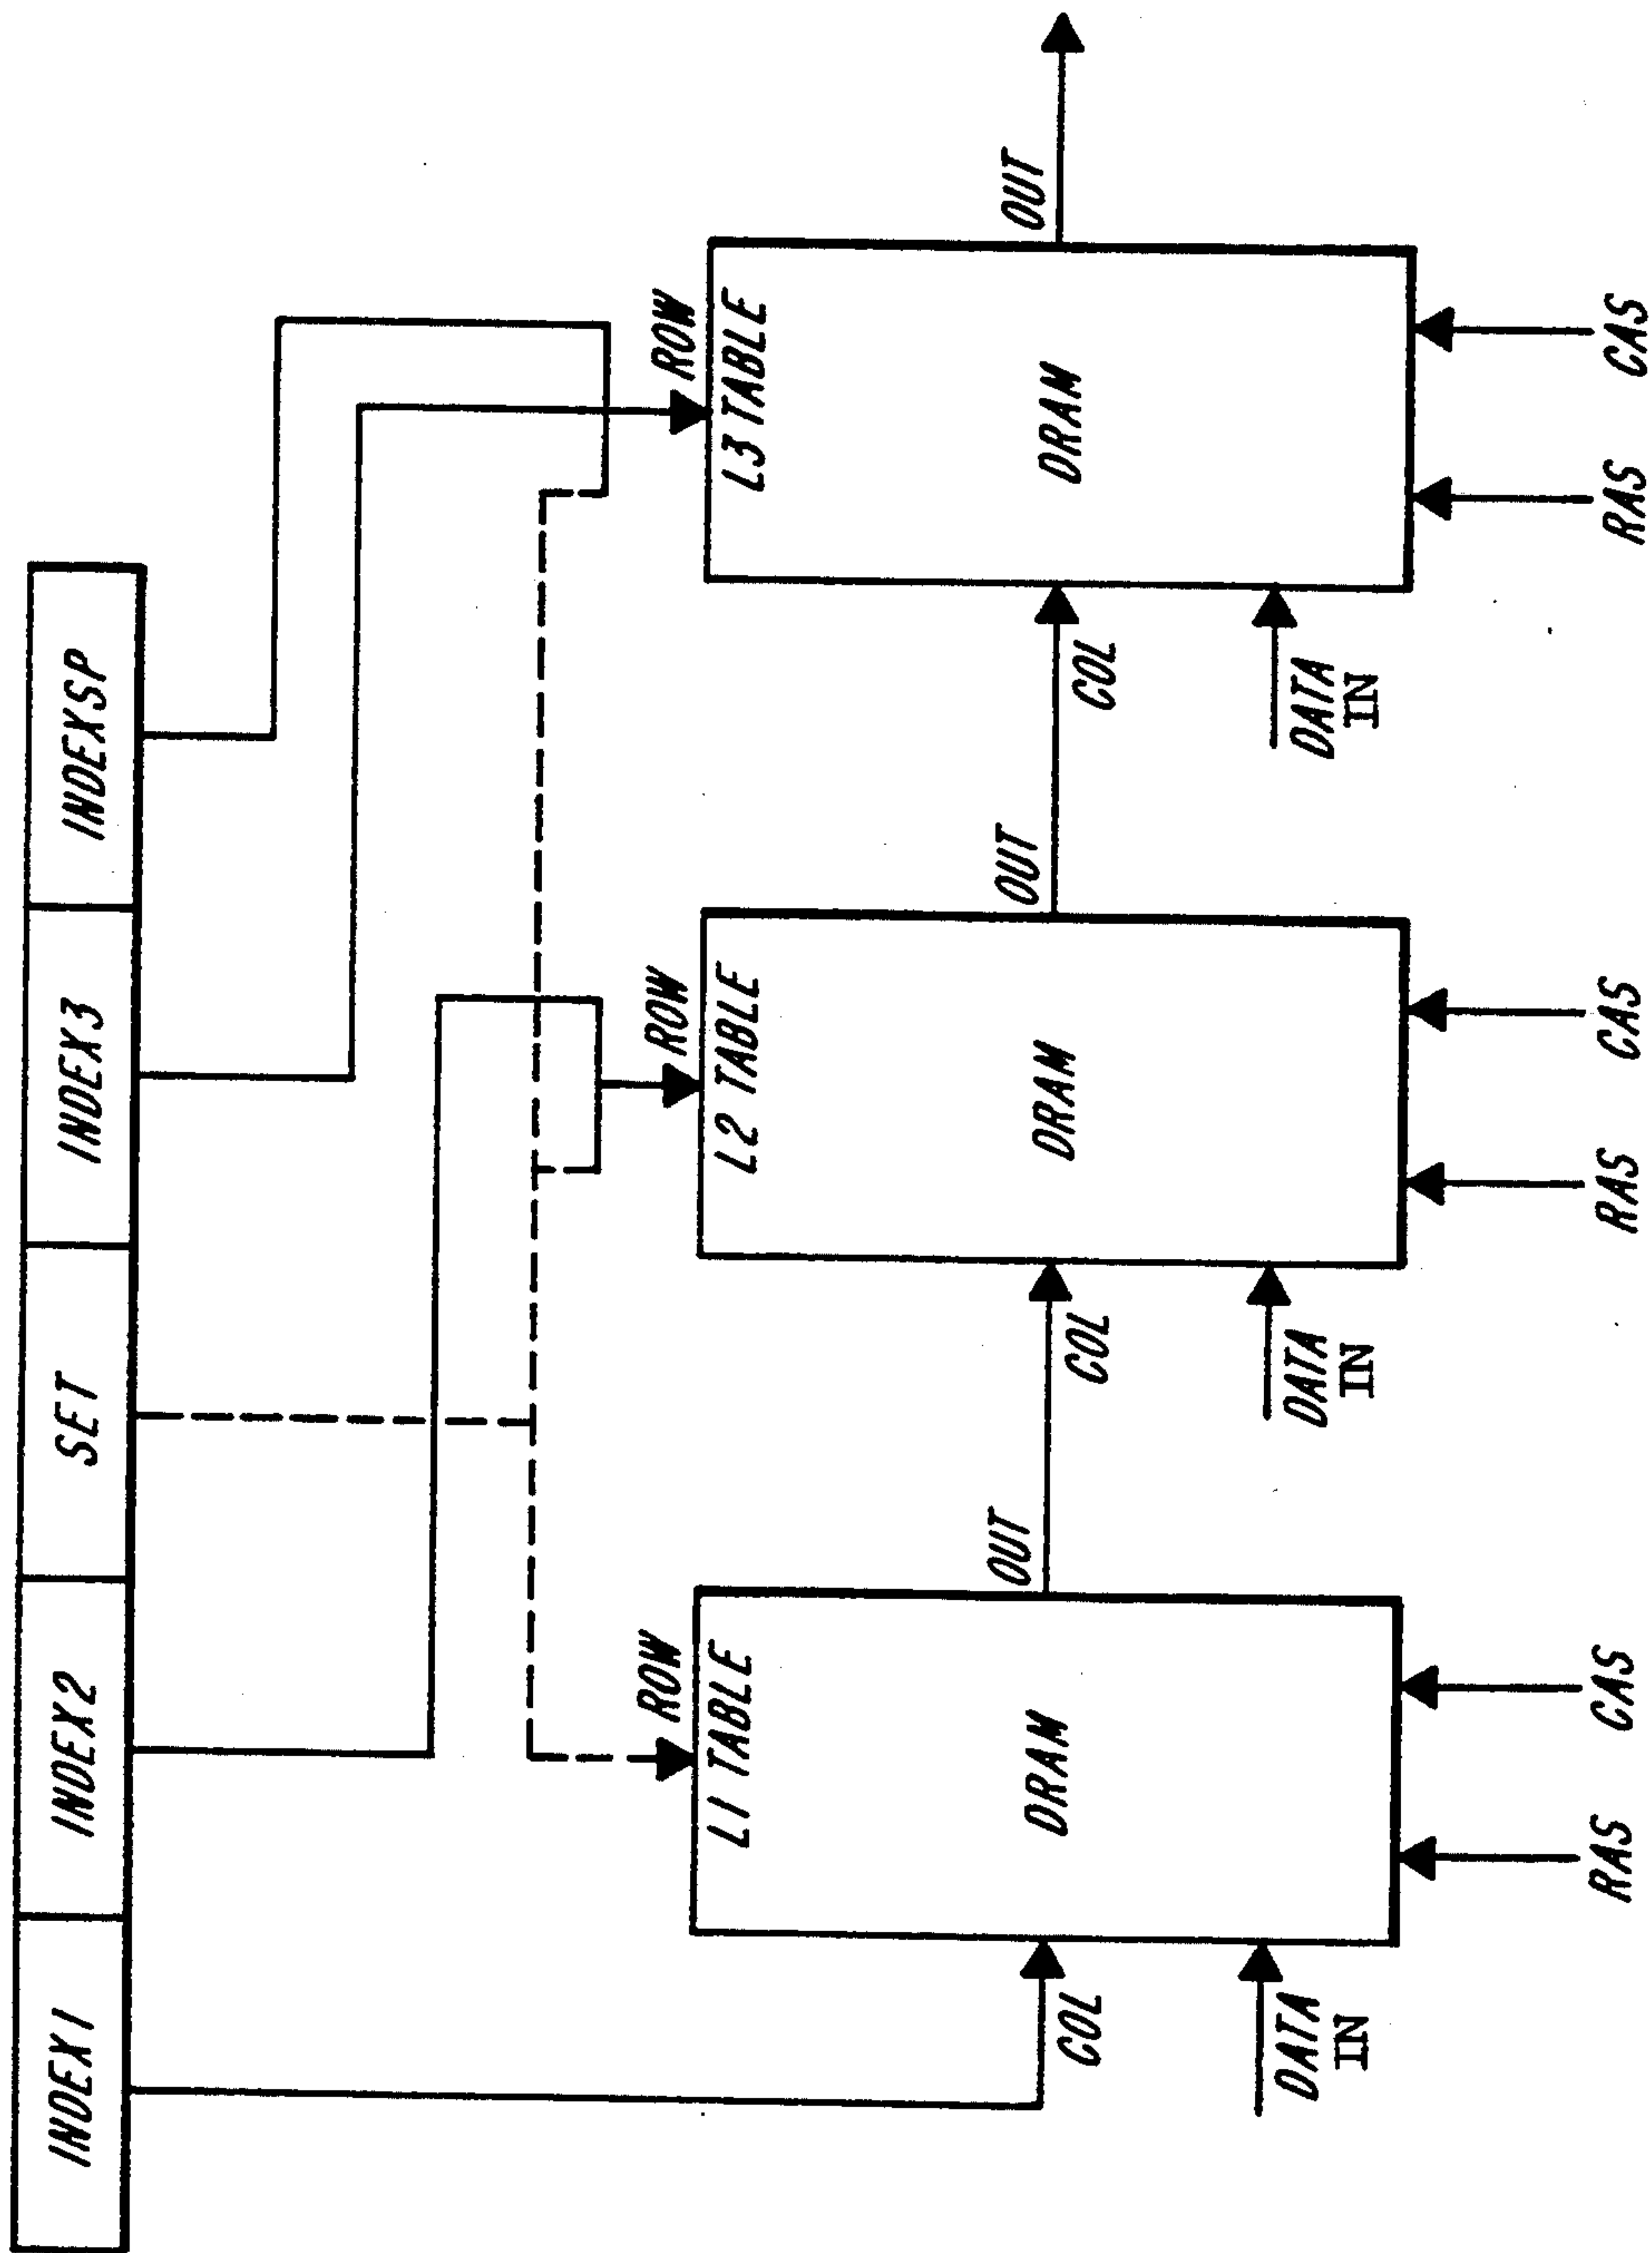 INDEX1
INDEX2
SET
INDEX3
INDEXSP
ROW
ROW
ROW
L1 TABLE
L2 TABLE
L3 TABLE
DRAM
DRAM
DRAM
OUT
OUT
OUT
COL
COL
COL
DATA
IN
DATA
IN
DATA
IN
RAS
CAS
RAS
CAS
RAS
CAS